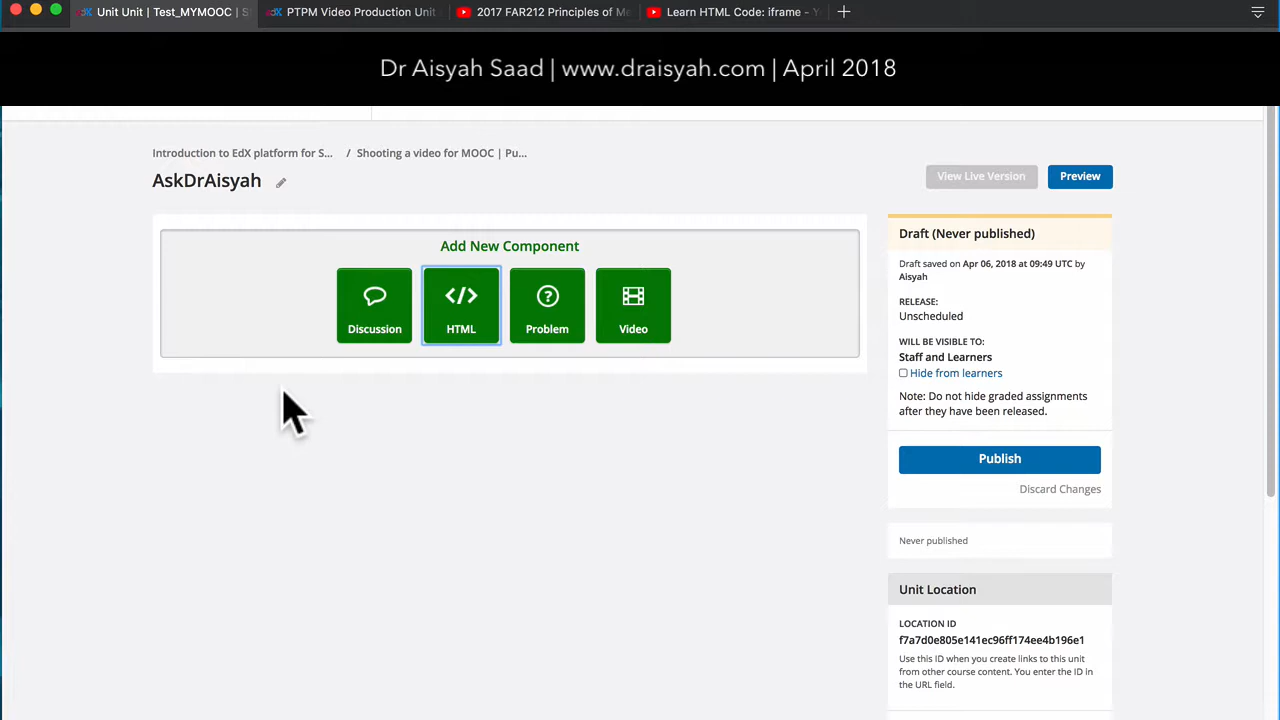 Unit Unit | Test_MYMOOC | S
PTPM Video Production Unit
2017 FAR212 Principles of Me
Learn HTML Code: iframe - Yo
Dr Aisyah Saad | www.draisyah.com | April 2018
Introduction to EdX platform for S... / Shooting a video for MOOC | Pu...
AskDrAisyah
View Live Version
Preview
Add New Component
Discussion
HTML
Problem
Video
Draft (Never published)
Draft saved on Apr 06, 2018 at 09:49 UTC by
Aisyah
RELEASE:
Unscheduled
WILL BE VISIBLE TO:
Staff and Learners
Hide from learners
Note: Do not hide graded assignments
after they have been released.
Publish
Discard Changes
Never published
Unit Location
LOCATION ID
f7a7d0e805e141ec96ff174ee4b196e1
Use this ID when you create links to this unit
from other course content. You enter the ID in
the URL field.